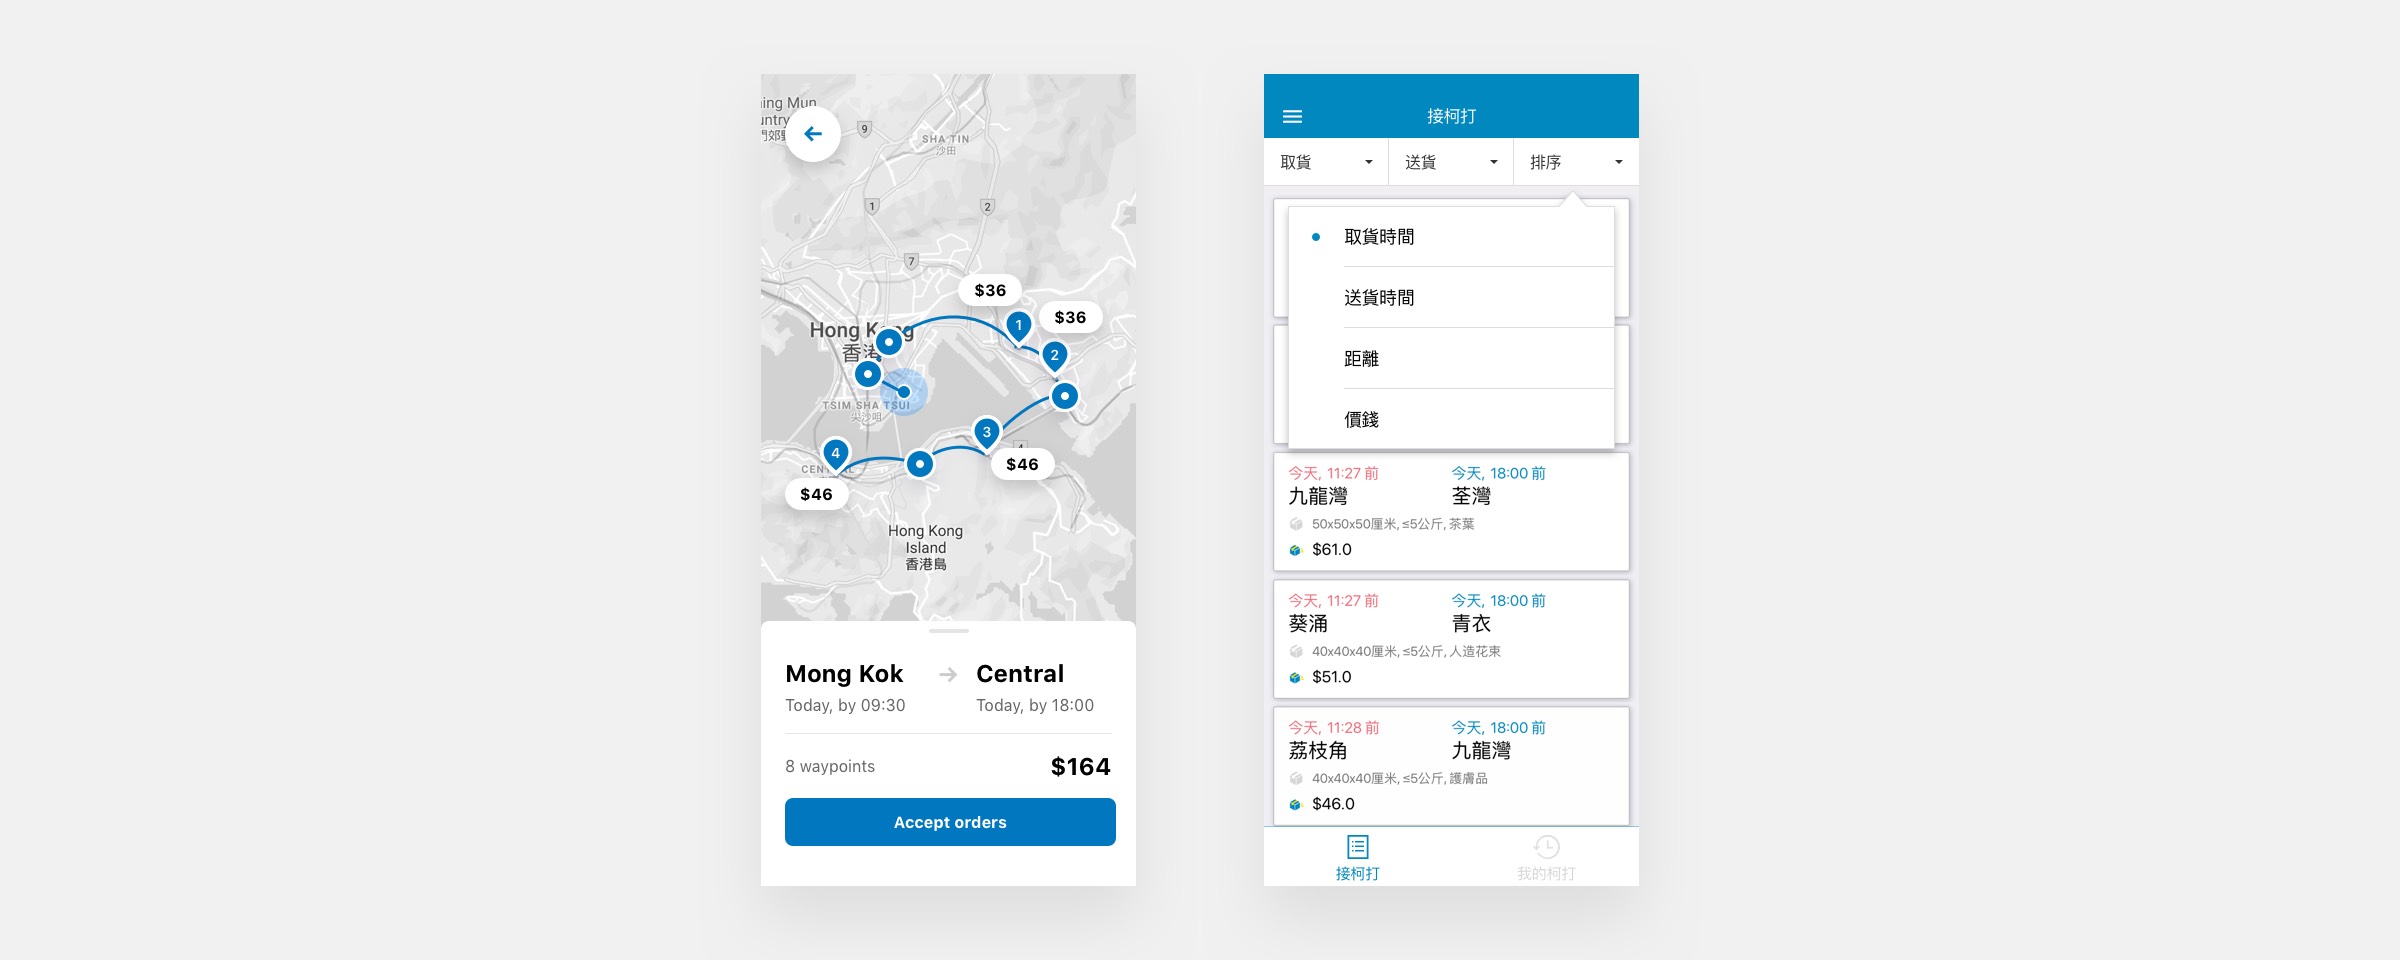 ning Mun
untry
門郊野
9
SHA TIN
沙田
1
2
7
$36
1
$36
Hong Kong
香港
2
TSIM SHA TSUI
尖沙咀
3
4
4
CENTRAL
$46
$46
Hong Kong
Island
香港島
Mong Kok
Central
Today, by 09:30
Today, by 18:00
8 waypoints
$164
Accept orders
接柯打
取貨
送貨
排序
取貨時間
送貨時間
距離
價錢
今天, 11:27 前
今天, 18:00 前
九龍灣
荃灣
50x50x50厘米, ≤5公斤, 茶葉
$61.0
今天, 11:27 前
今天, 18:00 前
葵涌
青衣
40x40x40厘米, ≤5公斤, 人造花束
$51.0
今天, 11:28 前
今天, 18:00 前
荔枝角
九龍灣
40x40x40厘米, ≤5公斤, 護膚品
$46.0
接柯打
我的柯打